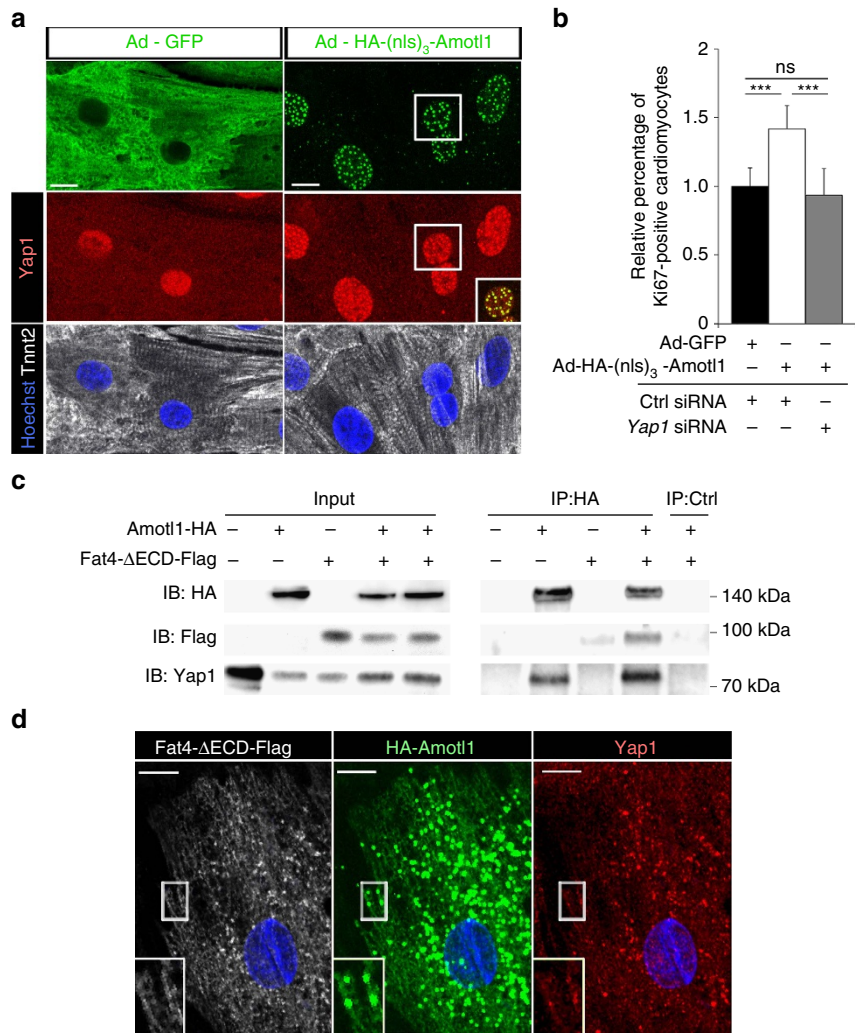 a
Ad - GFP
Ad - HA-(nls)₃-Amotl1
Yap1
Hoechst Tnnt2
b
Relative percentage of
Ki67-positive cardiomyocytes
2
1.5
1.0
0.5
0
ns
*** ***
Ad-GFP + – –
Ad-HA-(nls)₃ -Amotl1 – + +
Ctrl siRNA + + –
Yap1 siRNA – – +
c
Input IP:HA IP:Ctrl
Amotl1-HA – + – + + – + – + +
Fat4-ΔECD-Flag – – + + + – – + + +
IB: HA – 140 kDa
IB: Flag – 100 kDa
IB: Yap1 – 70 kDa
d
Fat4-ΔECD-Flag HA-Amotl1 Yap1